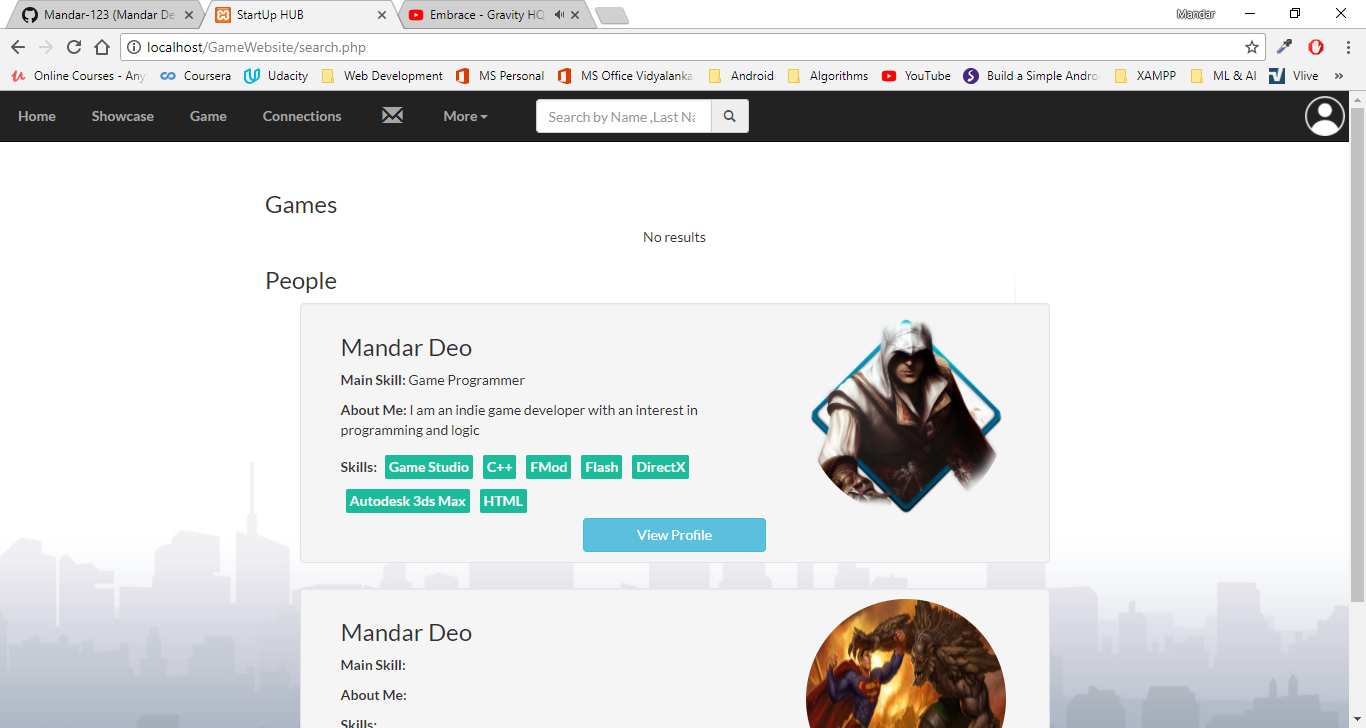 Mandar-123 (Mandar De
StartUp HUB
Embrace - Gravity HQ
Mandar
localhost/GameWebsite/search.php
Online Courses - Any
Coursera
Udacity
Web Development
MS Personal
MS Office Vidyalanka
Android
Algorithms
YouTube
Build a Simple Andro
XAMPP
ML & AI
Vlive
»
Home
Showcase
Game
Connections
More
Search by Name ,Last Na
Games
No results
People
Mandar Deo
Main Skill: Game Programmer
About Me: I am an indie game developer with an interest in
programming and logic
Skills: Game Studio C++ FMod Flash DirectX
Autodesk 3ds Max HTML
View Profile
Mandar Deo
Main Skill:
About Me:
Skills: